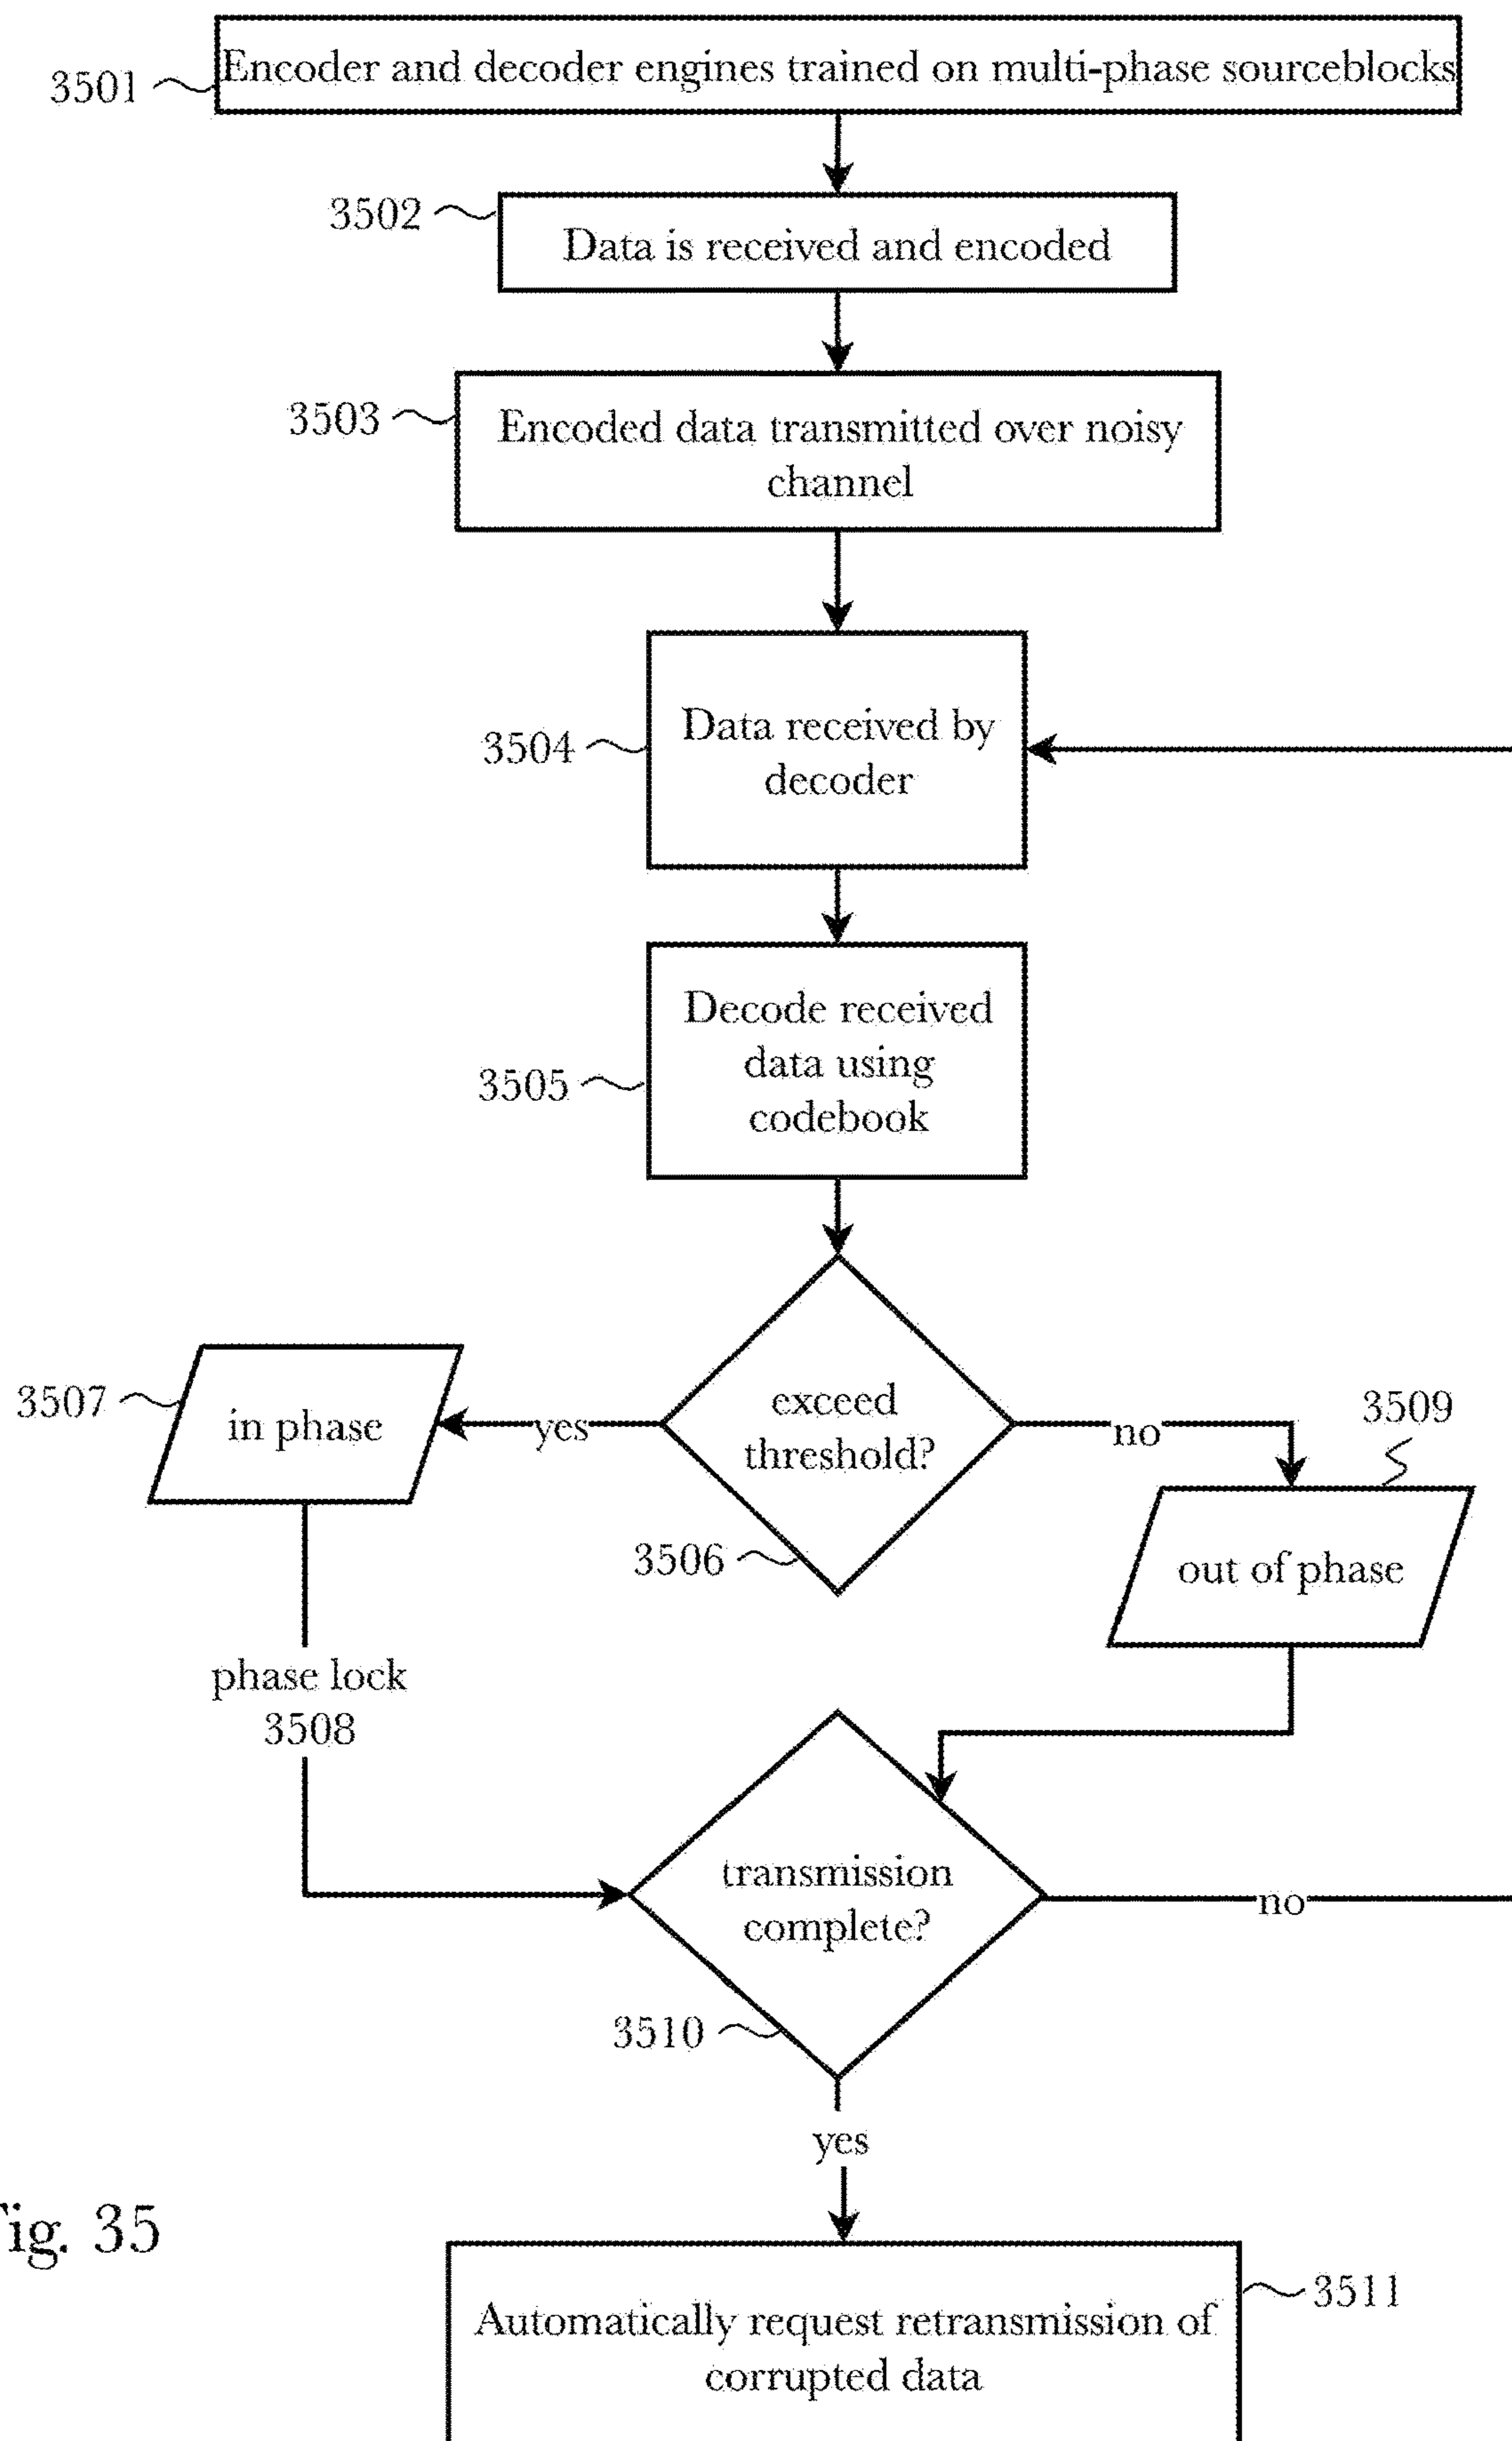 3501
Encoder and decoder engines trained on multi-phase sourceblocks
3502
Data is received and encoded
3503
Encoded data transmitted over noisy
channel
3504
Data received by
decoder
3505
Decode received
data using
codebook
3507
in phase
yes
exceed
threshold?
no
3509
3506
out of phase
phase lock
3508
transmission
complete?
no
3510
yes
ig. 35
3511
Automatically request retransmission of
corrupted data